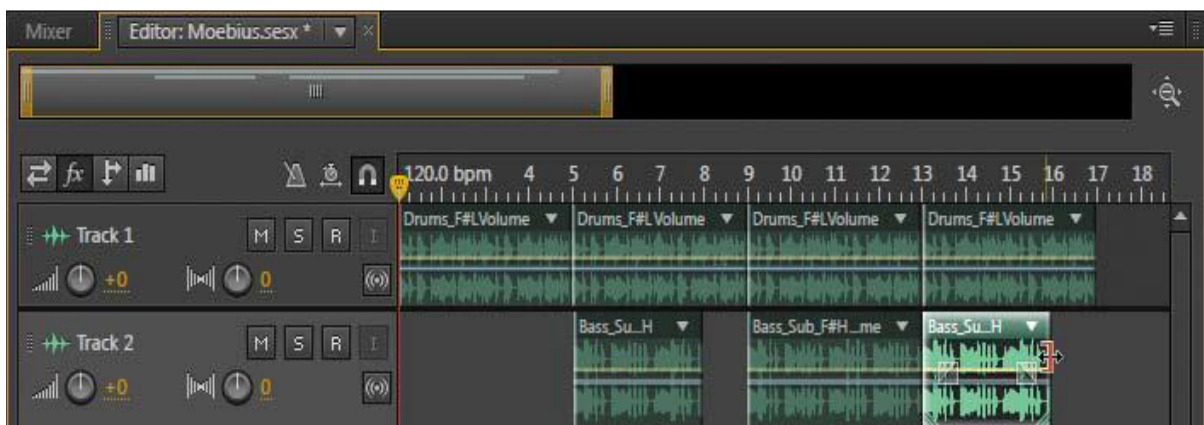 Mixer Editor: Moebius.sesx *
fx 120.0 bpm 4 5 6 7 8 9 10 11 12 13 14 15 16 17 18
Drums_F#LVolume Drums_F#LVolume Drums_F#LVolume Drums_F#LVolume
Track 1 M S R I
+0 0
Bass_Su...H Bass_Sub_F#H...me Bass_Su...H
Track 2 M S R I
+0 0